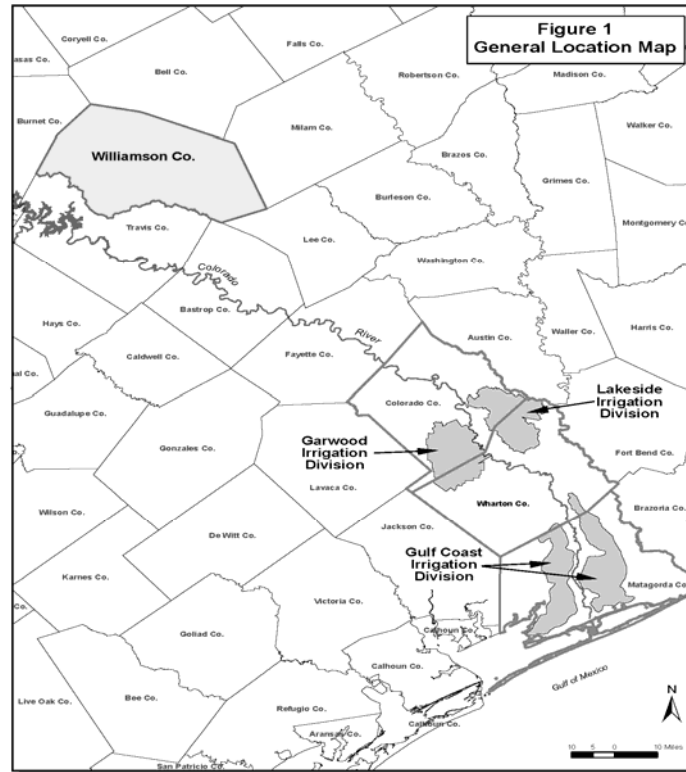 Figure 1
General Location Map
Coryell Co.
Falls Co.
Bell Co.
Robertson Co.
Madison Co.
Burnet Co.
Milam Co.
Walker Co.
Brazos Co.
Williamson Co.
Grimes Co.
Burleson Co.
Montgomery Co.
Travis Co.
Lee Co.
Washington Co.
Colorado
River
Bastrop Co.
Hays Co.
Austin Co.
Waller Co.
Harris Co.
Caldwell Co.
Fayette Co.
Lakeside
Irrigation
Division
Colorado Co.
Guadalupe Co.
Gonzales Co.
Garwood
Irrigation
Division
Fort Bend Co.
Lavaca Co.
Wharton Co.
Brazoria Co.
Wilson Co.
De Witt Co.
Jackson Co.
Gulf Coast
Irrigation
Division
Karnes Co.
Matagorda Co.
Victoria Co.
Goliad Co.
Calhoun Co.
Calhoun Co.
Gulf of Mexico
Live Oak Co.
Bee Co.
Refugio Co.
N
Calhoun Co.
Aransas Co.
San Patricio Co.
10 5 0 10 Miles